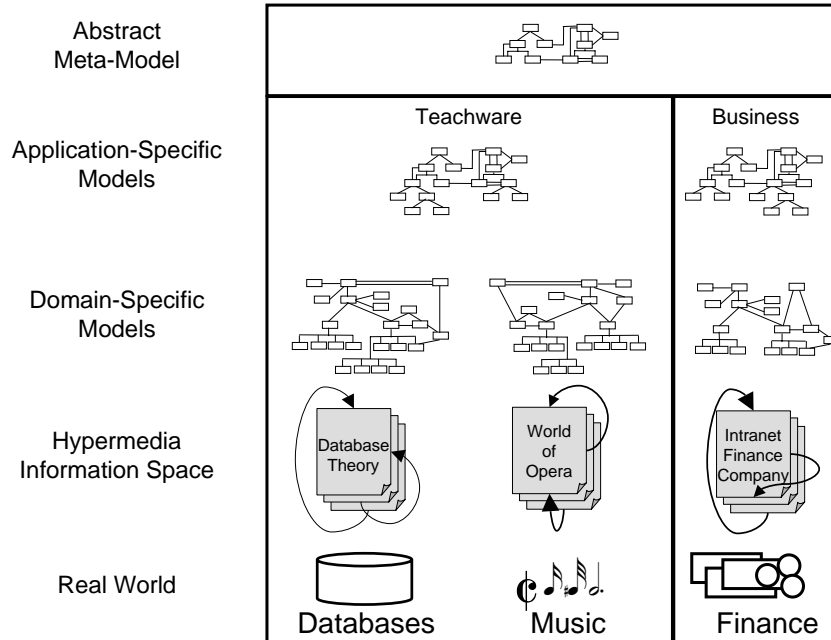 Abstract
Meta-Model
Teachware
Business
Application-Specific
Models
Domain-Specific
Models
Hypermedia
Information Space
Database
Theory
World
of
Opera
Intranet
Finance
Company
Real World
Databases
Music
Finance